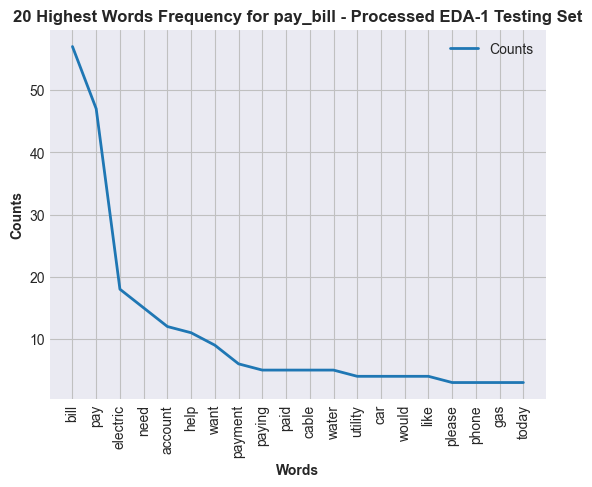 20 Highest Words Frequency for pay_bill - Processed EDA-1 Testing Set
Counts
50
40
30
20
10
Counts
bill
pay
electric
need
account
help
want
payment
paying
paid
cable
water
utility
car
would
like
please
phone
gas
today
Words